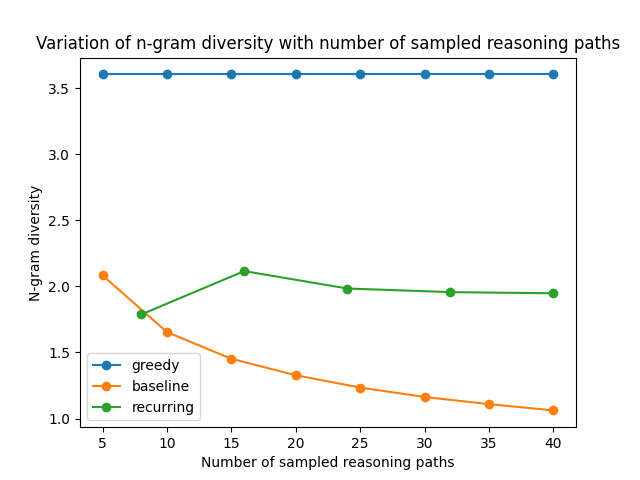 Variation of n-gram diversity with number of sampled reasoning paths
N-gram diversity
3.5
3.0
2.5
2.0
1.5
1.0
greedy
baseline
recurring
5 10 15 20 25 30 35 40
Number of sampled reasoning paths